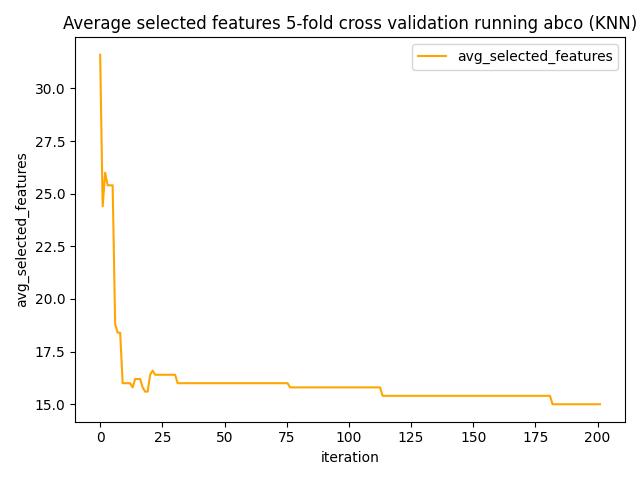 Average selected features 5-fold cross validation running abco (KNN)
avg_selected_features
30.0
27.5
25.0
22.5
20.0
17.5
15.0
avg_selected_features
0 25 50 75 100 125 150 175 200
iteration